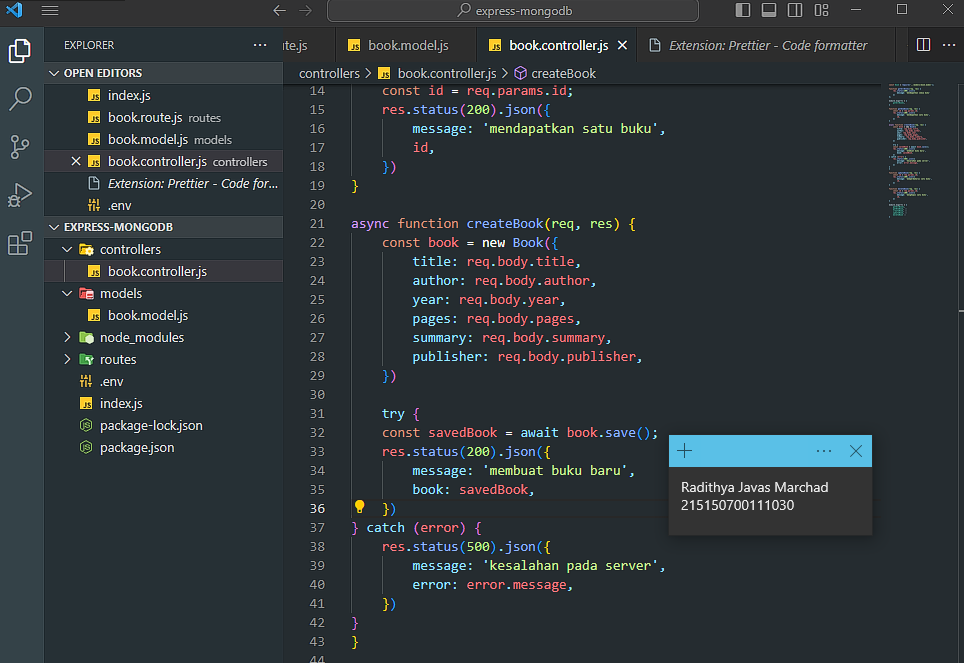 express-mongodb
EXPLORER
ute.js
book.model.js
book.controller.js
Extension: Prettier - Code formatter
OPEN EDITORS
index.js
book.route.js routes
book.model.js models
book.controller.js controllers
Extension: Prettier - Code for...
.env
EXPRESS-MONGODB
controllers
book.controller.js
models
book.model.js
node_modules
routes
.env
index.js
package-lock.json
package.json
controllers > book.controller.js > createBook
14 const id = req.params.id;
15 res.status(200).json({
16 message: 'mendapatkan satu buku',
17 id,
18 })
19 }
20
21 async function createBook(req, res) {
22 const book = new Book({
23 title: req.body.title,
24 author: req.body.author,
25 year: req.body.year,
26 pages: req.body.pages,
27 summary: req.body.summary,
28 publisher: req.body.publisher,
29 })
30
31 try {
32 const savedBook = await book.save();
33 res.status(200).json({
34 message: 'membuat buku baru',
35 book: savedBook,
36 })
37 } catch (error) {
38 res.status(500).json({
39 message: 'kesalahan pada server',
40 error: error.message,
41 })
42 }
43 }
44
Radithya Javas Marchad
215150700111030